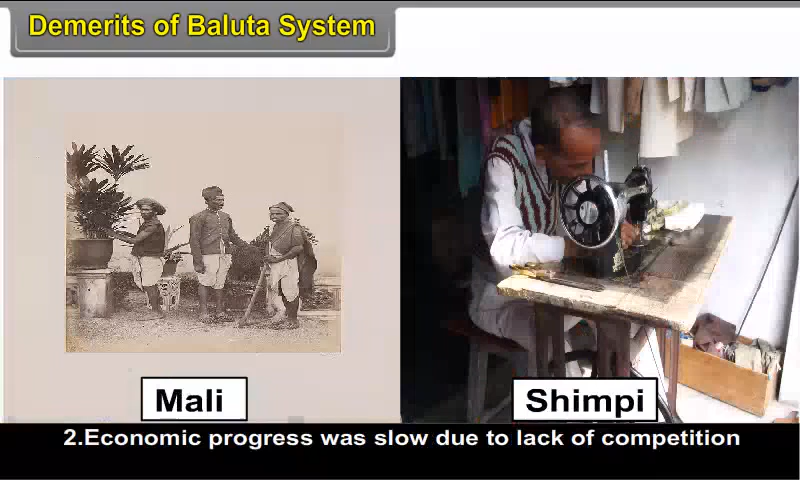 Demerits of Baluta System
Mali
Shimpi
2.Economic progress was slow due to lack of competition